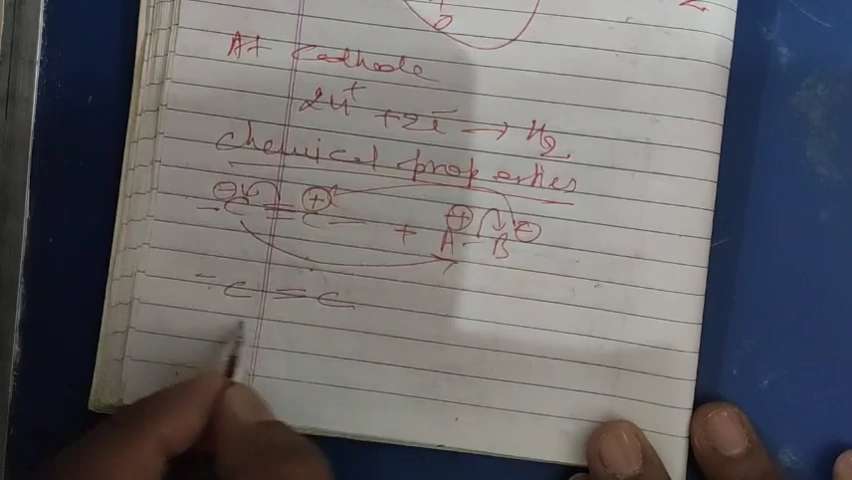 At Cathode
2H⁺ + 2e⁻ → H₂
Chemical properties
⊖ ⊕ ⊕ ⊖
-C≡C- + A-B
-C=C-